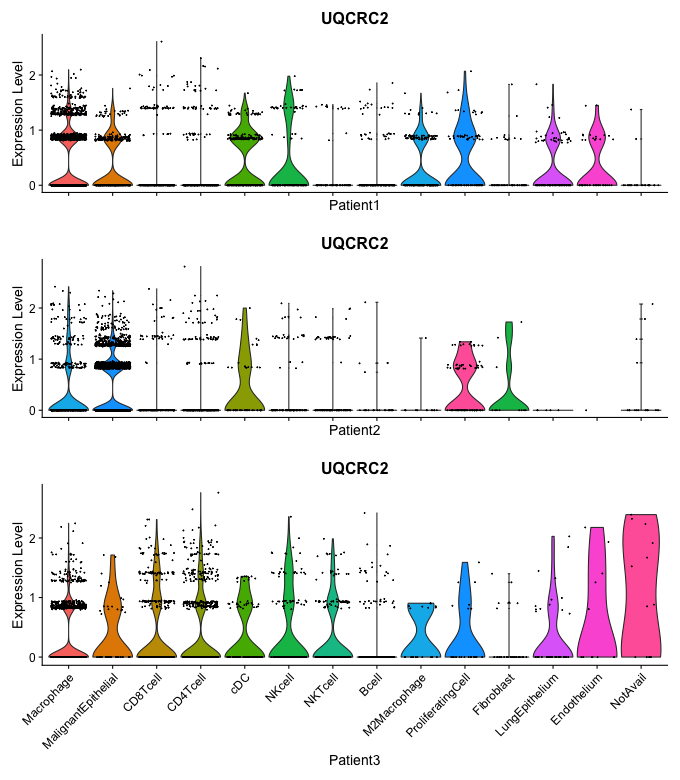 UQCRC2
Expression Level
2
1
0
Patient1
UQCRC2
Expression Level
2
1
0
Patient2
UQCRC2
Expression Level
2
1
0
Macrophage
MalignantEpithelial
CD8Tcell
CD4Tcell
cDC
NKcell
NKTcell
Bcell
M2Macrophage
ProliferatingCell
Fibroblast
LungEpithelium
Endothelium
NotAvail
Patient3